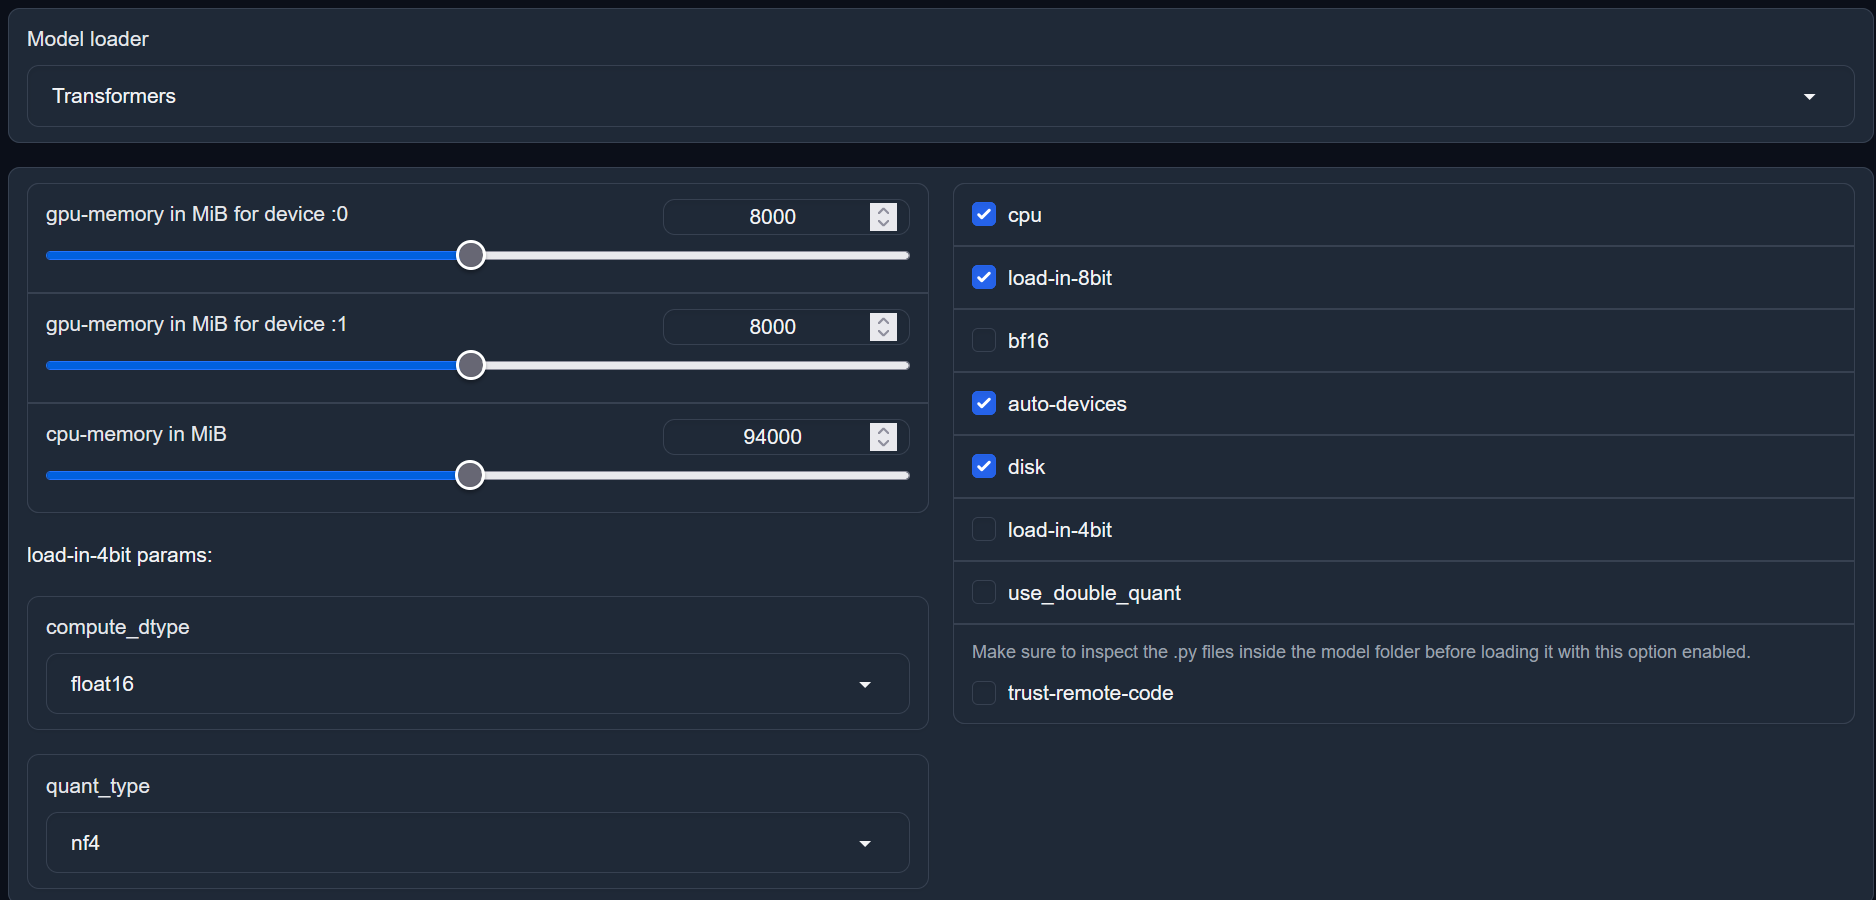 Model loader
Transformers
gpu-memory in MiB for device :0
8000
gpu-memory in MiB for device :1
8000
cpu-memory in MiB
94000
load-in-4bit params:
compute_dtype
float16
quant_type
nf4
cpu
load-in-8bit
bf16
auto-devices
disk
load-in-4bit
use_double_quant
Make sure to inspect the .py files inside the model folder before loading it with this option enabled.
trust-remote-code